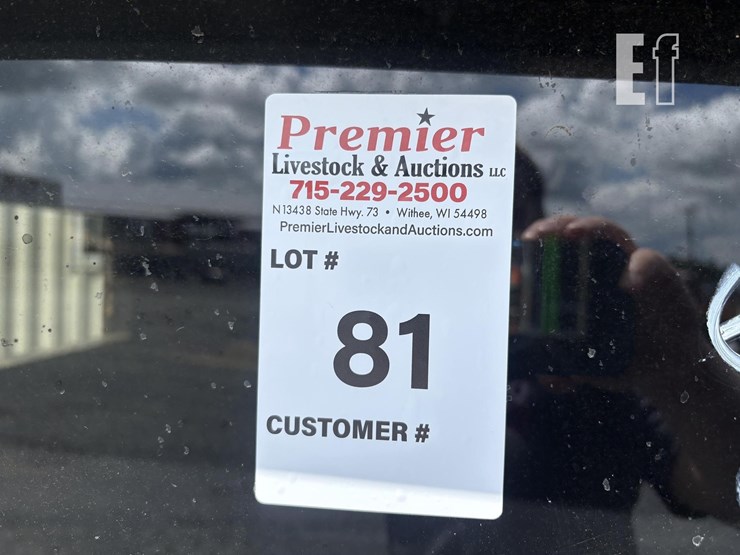 Ef
Premier
Livestock & Auctions LLC
715-229-2500
N13438 State Hwy. 73 • Withee, WI 54498
PremierLivestockandAuctions.com
LOT #
81
CUSTOMER #